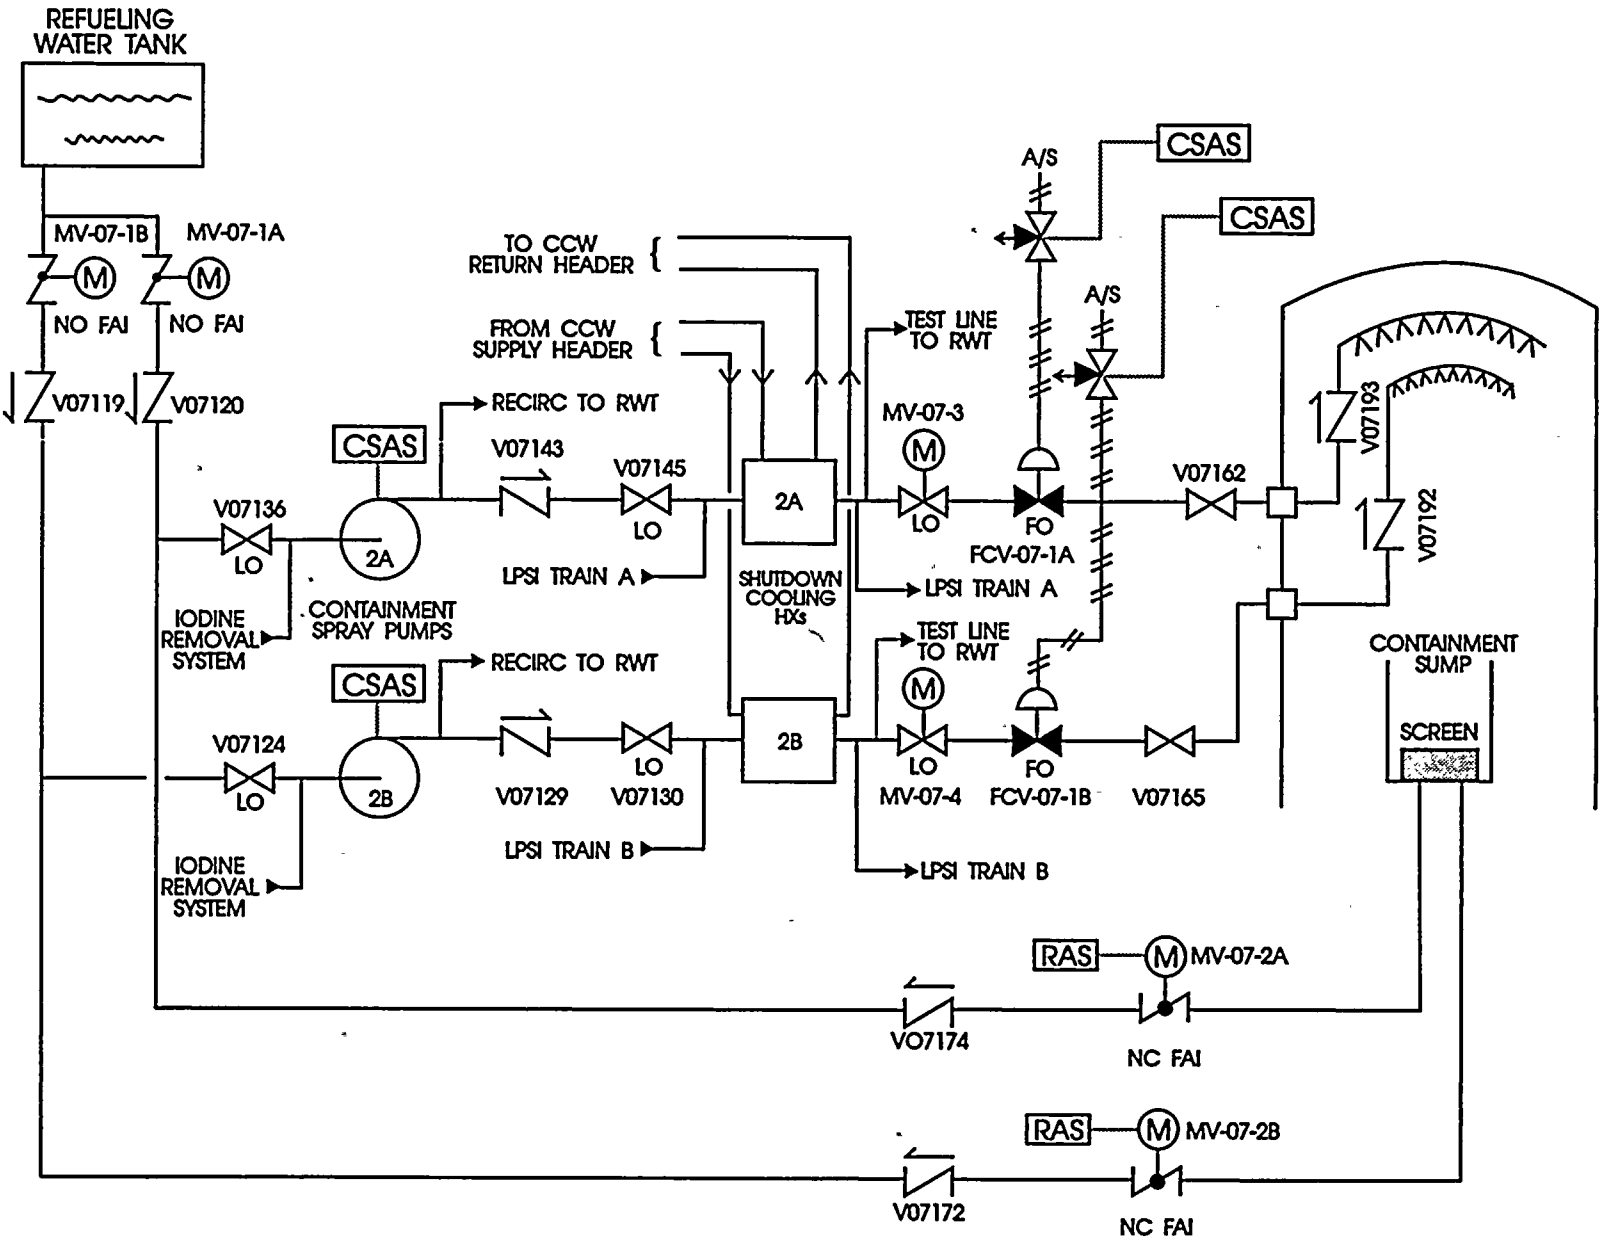 REFUELING
WATER TANK
MV-07-1B
MV-07-1A
M
M
NO FAI
NO FAI
V07119
V07120
TO CCW
RETURN HEADER
FROM CCW
SUPPLY HEADER
A/S
CSAS
CSAS
A/S
TEST LINE
TO RWT
RECIRC TO RWT
CSAS
V07143
V07145
MV-07-3
M
V07162
V07193
V07192
V07136
LO
2A
LO
2A
LO
FO
FCV-07-1A
LPSI TRAIN A
SHUTDOWN
COOLING
HXs
LPSI TRAIN A
IODINE
REMOVAL
SYSTEM
CONTAINMENT
SPRAY PUMPS
TEST LINE
TO RWT
CONTAINMENT
SUMP
SCREEN
RECIRC TO RWT
CSAS
M
V07124
LO
2B
V07129
LO
V07130
2B
LO
MV-07-4
FO
FCV-07-1B
V07165
LPSI TRAIN B
LPSI TRAIN B
IODINE
REMOVAL
SYSTEM
RAS
M
MV-07-2A
VO7174
NC FAI
RAS
M
MV-07-2B
V07172
NC FAI